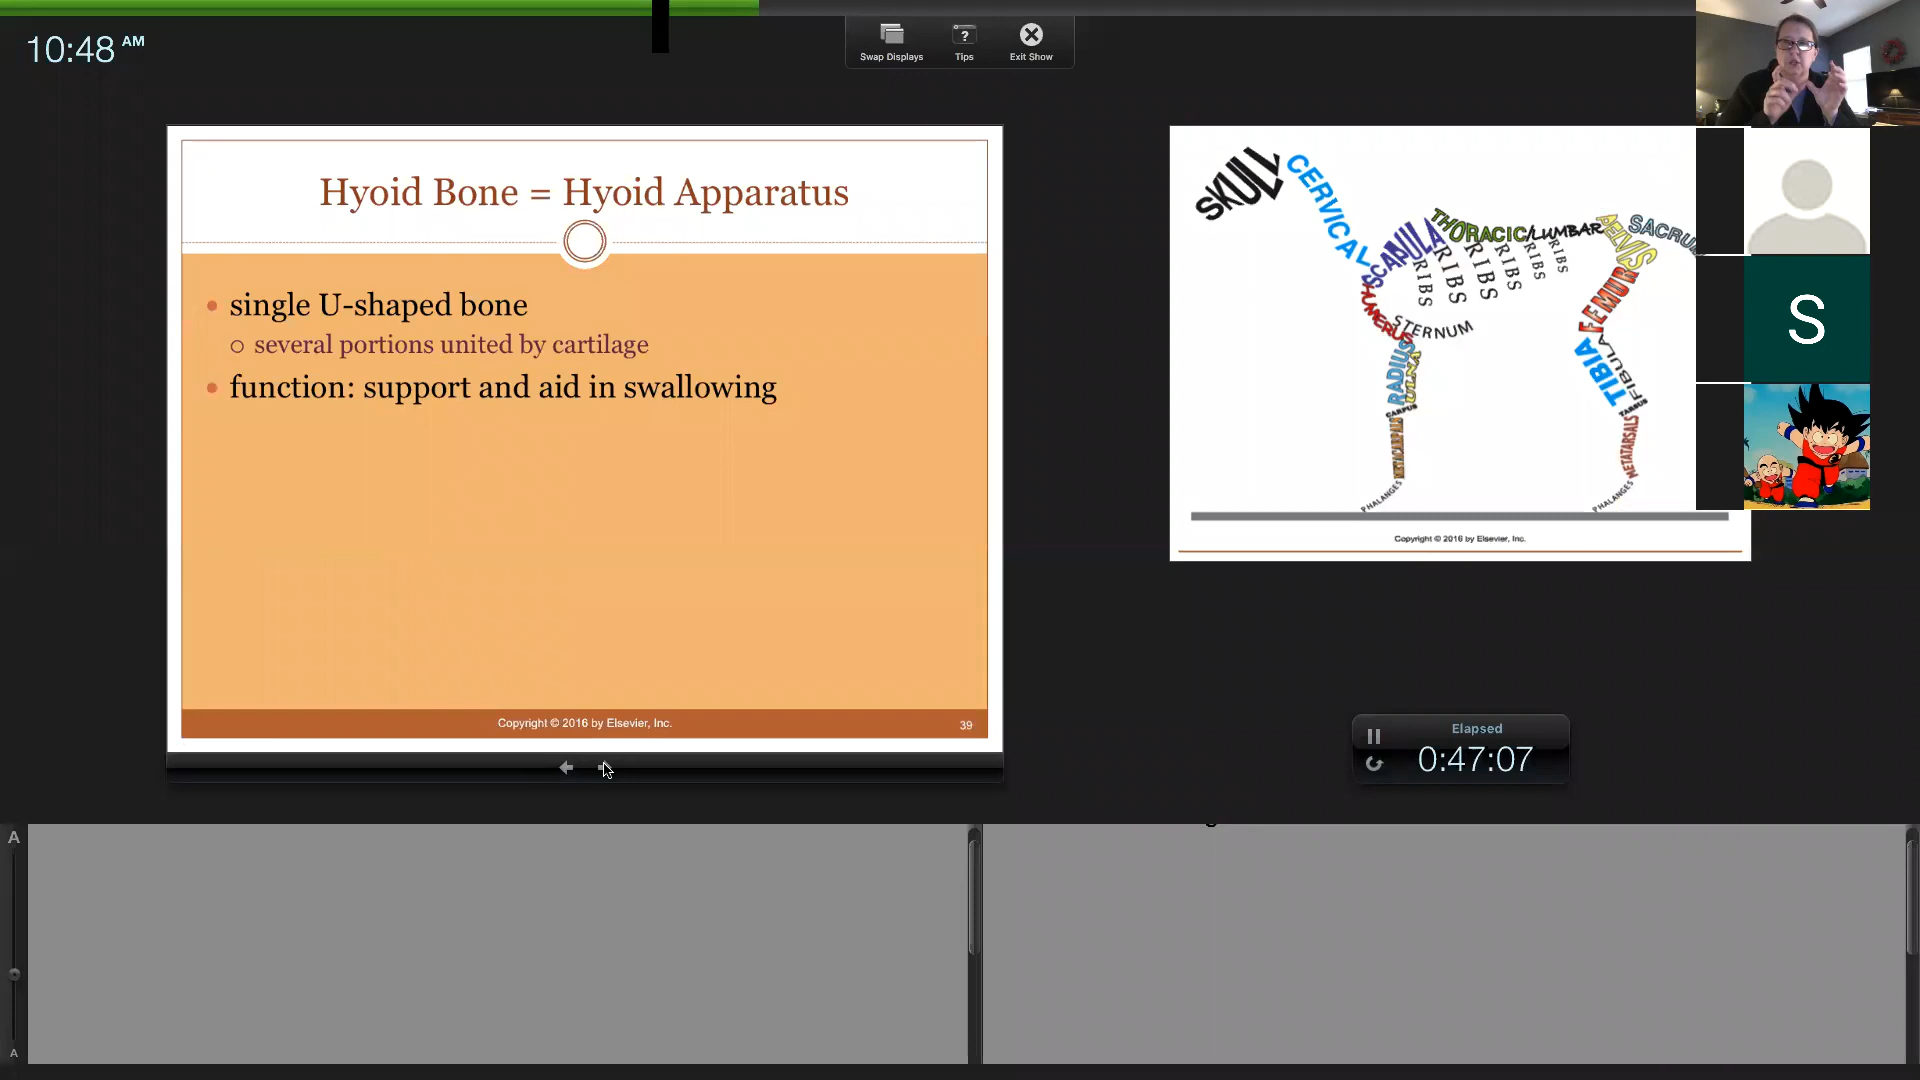 10:48 AM
Swap Displays
Tips
Exit Show
Hyoid Bone = Hyoid Apparatus
• single U-shaped bone
○ several portions united by cartilage
• function: support and aid in swallowing
Copyright © 2016 by Elsevier, Inc.
39
SKULL
CERVICAL
SCAPULA
THORACIC/LUMBAR
PELVIS
RIBS
RIBS
RIBS
RIBS
RIBS
RIBS
HUMERUS
STERNUM
FEMUR
RADIUS
ULNA
TIBIA
FIBULA
CARPUS
TARSUS
METACARPALS
METATARSALS
PHALANGES
PHALANGES
Copyright © 2016 by Elsevier, Inc.
S
Elapsed
0:47:07
A
A